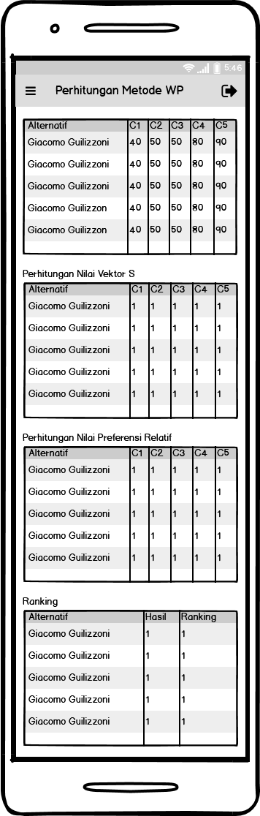 5:46
Perhitungan Metode WP
Alternatif C1 C2 C3 C4 C5
Giacomo Guilizzoni 40 50 50 80 90
Giacomo Guilizzoni 40 50 50 80 90
Giacomo Guilizzoni 40 50 50 80 90
Giacomo Guilizzon 40 50 50 80 90
Giacomo Guilizzon 40 50 50 80 90
Perhitungan Nilai Vektor S
Alternatif C1 C2 C3 C4 C5
Giacomo Guilizzoni 1 1 1 1 1
Giacomo Guilizzoni 1 1 1 1 1
Giacomo Guilizzoni 1 1 1 1 1
Giacomo Guilizzoni 1 1 1 1 1
Giacomo Guilizzoni 1 1 1 1 1
Perhitungan Nilai Preferensi Relatif
Alternatif C1 C2 C3 C4 C5
Giacomo Guilizzoni 1 1 1 1 1
Giacomo Guilizzoni 1 1 1 1 1
Giacomo Guilizzoni 1 1 1 1 1
Giacomo Guilizzoni 1 1 1 1 1
Giacomo Guilizzoni 1 1 1 1 1
Ranking
Alternatif Hasil Ranking
Giacomo Guilizzoni 1 1
Giacomo Guilizzoni 1 1
Giacomo Guilizzoni 1 1
Giacomo Guilizzoni 1 1
Giacomo Guilizzoni 1 1